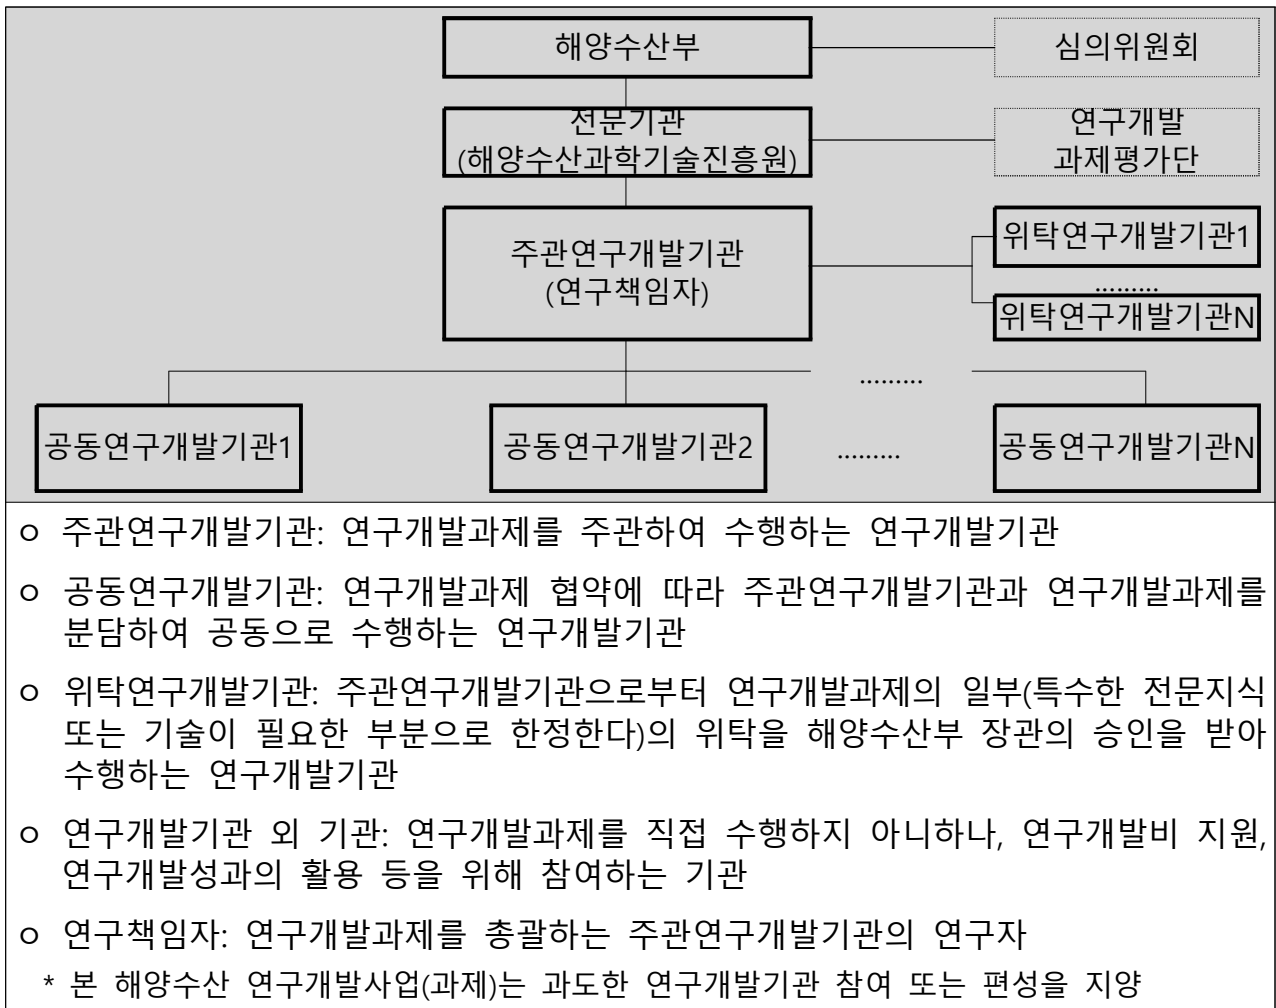 해양수산부
심의위원회
전문기관
(해양수산과학기술진흥원)
연구개발
과제평가단
주관연구개발기관
(연구책임자)
위탁연구개발기관1
.........
위탁연구개발기관N
.........
공동연구개발기관1
공동연구개발기관2
.........
공동연구개발기관N
ㅇ 주관연구개발기관: 연구개발과제를 주관하여 수행하는 연구개발기관
ㅇ 공동연구개발기관: 연구개발과제 협약에 따라 주관연구개발기관과 연구개발과제를
분담하여 공동으로 수행하는 연구개발기관
ㅇ 위탁연구개발기관: 주관연구개발기관으로부터 연구개발과제의 일부(특수한 전문지식
또는 기술이 필요한 부분으로 한정한다)의 위탁을 해양수산부 장관의 승인을 받아
수행하는 연구개발기관
ㅇ 연구개발기관 외 기관: 연구개발과제를 직접 수행하지 아니하나, 연구개발비 지원,
연구개발성과의 활용 등을 위해 참여하는 기관
ㅇ 연구책임자: 연구개발과제를 총괄하는 주관연구개발기관의 연구자
* 본 해양수산 연구개발사업(과제)는 과도한 연구개발기관 참여 또는 편성을 지양